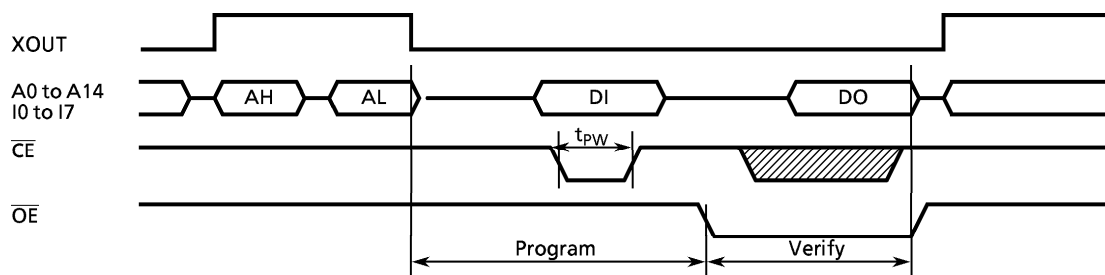 XOUT
A0 to A14
I0 to I7
AH
AL
DI
DO
tPW
CE
OE
Program
Verify